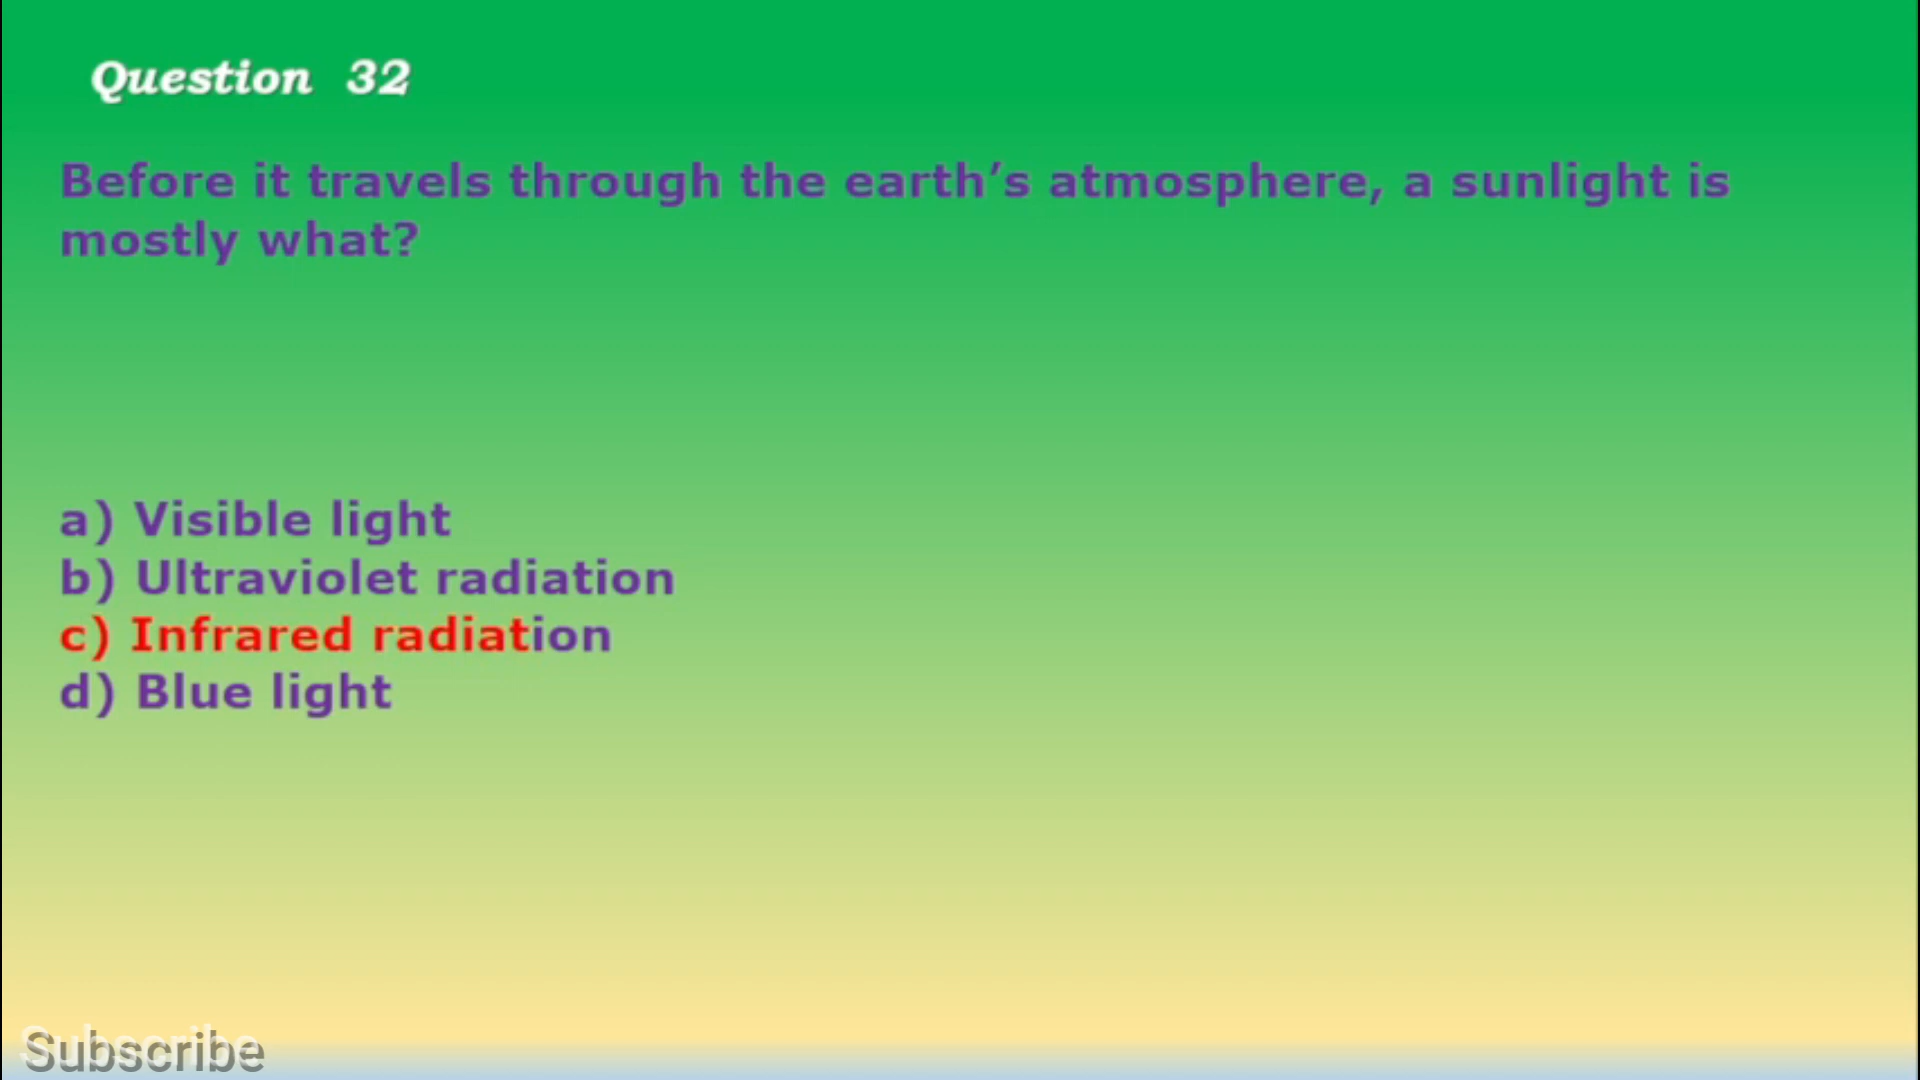 Question 32
Before it travels through the earth’s atmosphere, a sunlight is
mostly what?
a) Visible light
b) Ultraviolet radiation
c) Infrared radiation
d) Blue light
Subscribe